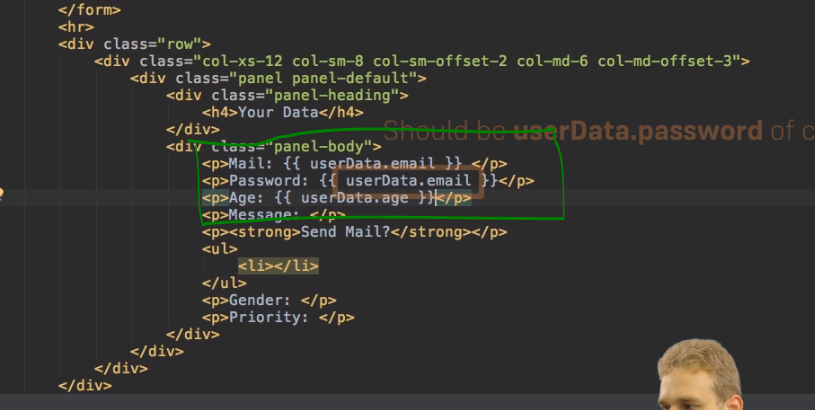 </form>
<hr>
<div class="row">
<div class="col-xs-12 col-sm-8 col-sm-offset-2 col-md-6 col-md-offset-3">
<div class="panel panel-default">
<div class="panel-heading">
<h4>Your Data</h4>
</div>
Should be userData.password of c
<div class="panel-body">
<p>Mail: {{ userData.email }} </p>
<p>Password: {{ userData.email }}</p>
<p>Age: {{ userData.age }}</p>
<p>Message: </p>
<p><strong>Send Mail?</strong></p>
<ul>
<li></li>
</ul>
<p>Gender: </p>
<p>Priority: </p>
</div>
</div>
</div>
</div>